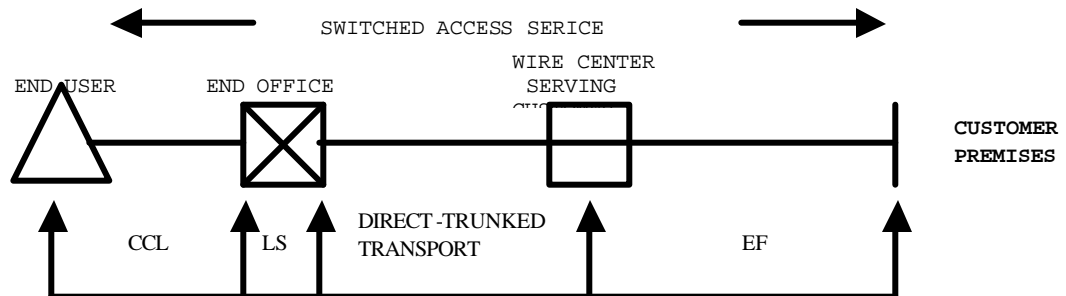 SWITCHED ACCESS SERICE
WIRE CENTER
END USER END OFFICE SERVING
CUSTOMER
PREMISES
DIRECT-TRUNKED
CCL LS TRANSPORT EF